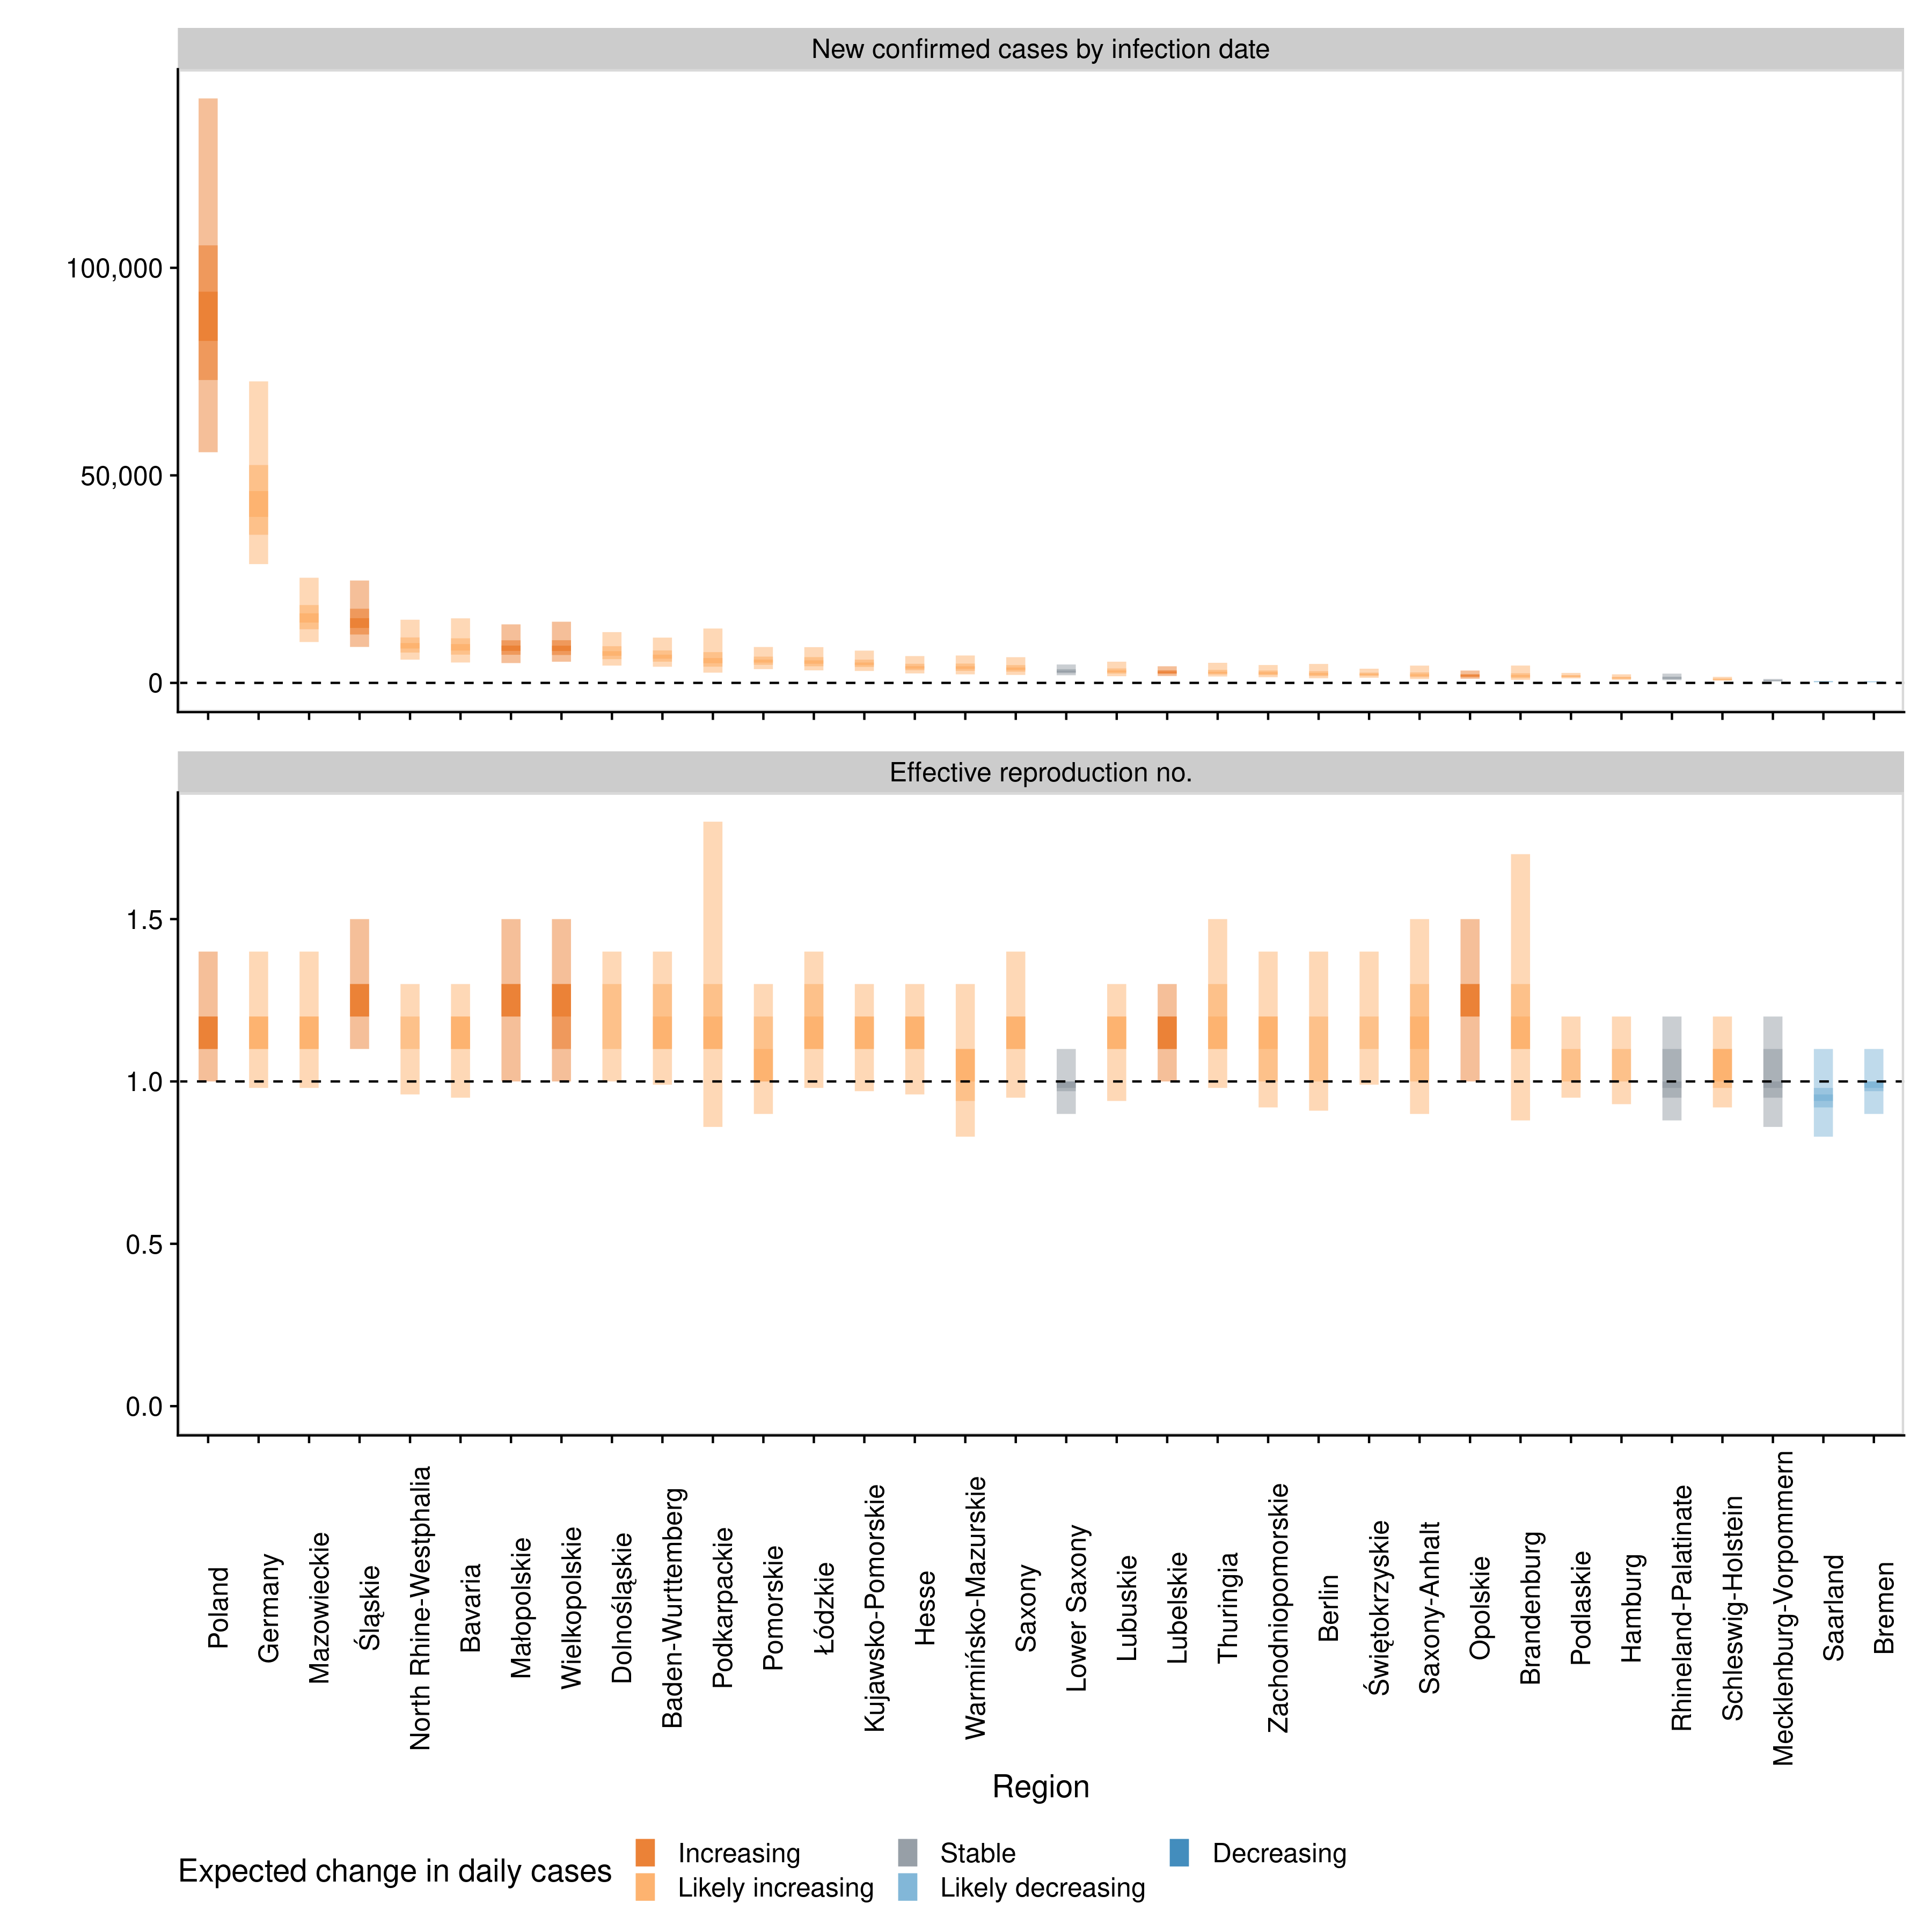 New confirmed cases by infection date
100,000
50,000
0
Effective reproduction no.
1.5
1.0
0.5
0.0
Poland
Germany
Mazowieckie
Śląskie
North Rhine-Westphalia
Bavaria
Małopolskie
Wielkopolskie
Dolnośląskie
Baden-Wurttemberg
Podkarpackie
Pomorskie
Łódzkie
Kujawsko-Pomorskie
Hesse
Warmińsko-Mazurskie
Saxony
Lower Saxony
Lubuskie
Lubelskie
Thuringia
Zachodniopomorskie
Berlin
Świętokrzyskie
Saxony-Anhalt
Opolskie
Brandenburg
Podlaskie
Hamburg
Rhineland-Palatinate
Schleswig-Holstein
Mecklenburg-Vorpommern
Saarland
Bremen
Region
Expected change in daily cases
Increasing
Likely increasing
Stable
Likely decreasing
Decreasing